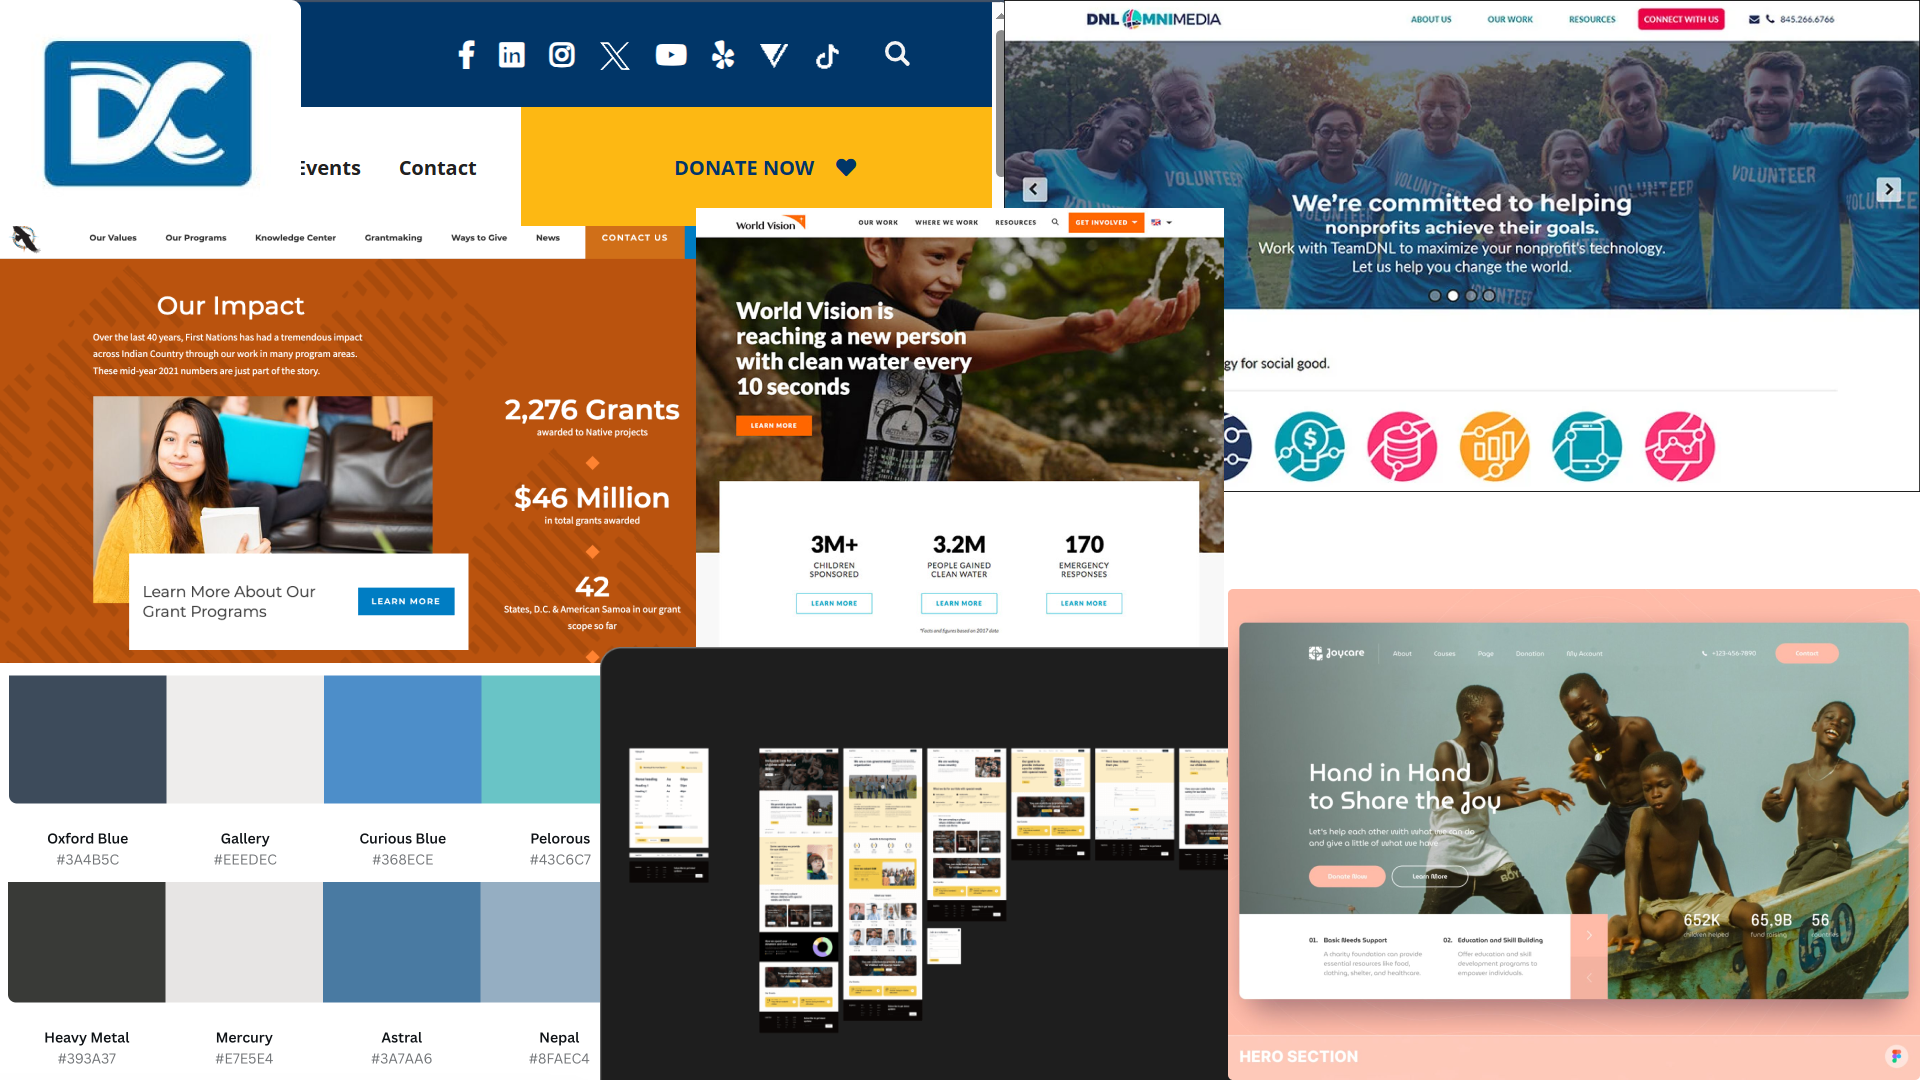 DC
Events
Contact
DONATE NOW
DNL OMNIMEDIA
ABOUT US
OUR WORK
RESOURCES
CONNECT WITH US
845.266.6766
VOLUNTEER
VOLUNTEER
VOLUNTEER
VOLUNTEER
We're committed to helping
nonprofits achieve their goals.
Work with TeamDNL to maximize your nonprofit's technology.
Let us help you change the world.
gy for social good.
Our Values
Our Programs
Knowledge Center
Grantmaking
Ways to Give
News
CONTACT US
Our Impact
Over the last 40 years, First Nations has had a tremendous impact
across Indian Country through our work in many program areas.
These mid-year 2021 numbers are just part of the story.
2,276 Grants
awarded to Native projects
$46 Million
in total grants awarded
42
States, D.C. & American Samoa in our grant
scope so far
Learn More About Our
Grant Programs
LEARN MORE
World Vision
OUR WORK
WHERE WE WORK
RESOURCES
GET INVOLVED
World Vision is
reaching a new person
with clean water every
10 seconds
LEARN MORE
3M+
CHILDREN
SPONSORED
LEARN MORE
3.2M
PEOPLE GAINED
CLEAN WATER
LEARN MORE
170
EMERGENCY
RESPONSES
LEARN MORE
*Facts and figures based on 2017 data
Oxford Blue
#3A4B5C
Gallery
#EEEDEC
Curious Blue
#368ECE
Pelorous
#43C6C7
Heavy Metal
#393A37
Mercury
#E7E5E4
Astral
#3A7AA6
Nepal
#8FAEC4
Joycare
About
Causes
Page
Donation
My Account
+123-456-7890
Contact
Hand in Hand
to Share the Joy
Let's help each other with what we can do
and give a little of what we have
Donate Now
Learn More
652K
children helped
65,9B
fund raising
56
countries
01. Basic Needs Support
A charity foundation can provide
essential resources like food,
clothing, shelter, and healthcare.
02. Education and Skill Building
Offer education and skill
development programs to
empower individuals.
HERO SECTION